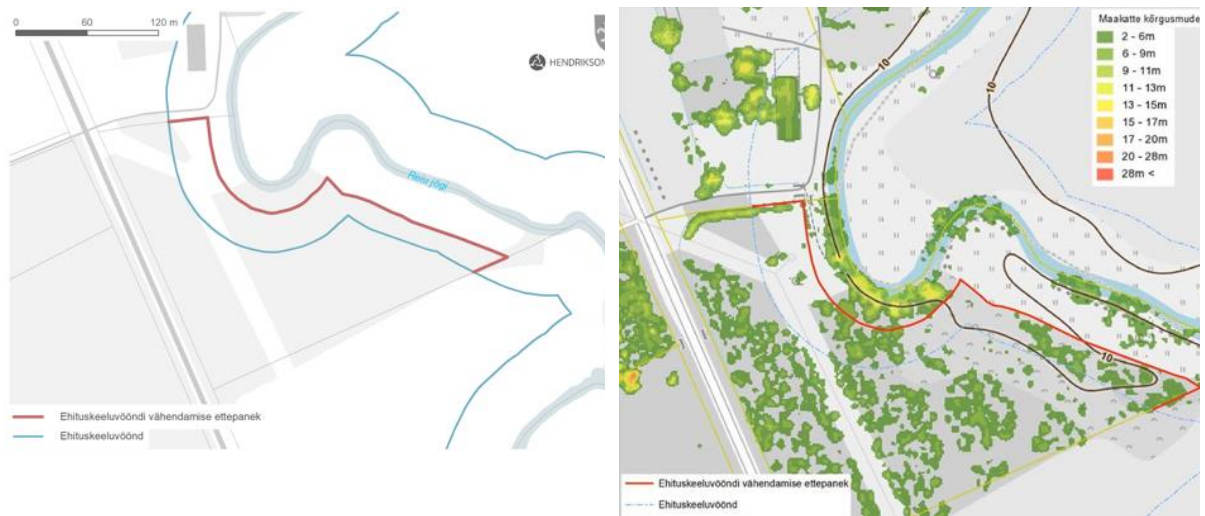 0 60 120 m
HENDRIKSON
Reiu jõgi
Ehituskeeluvööndi vähendamise ettepanek
Ehituskeeluvöönd
Maakatte kõrgusmude
2 - 6m
6 - 9m
9 - 11m
11 - 13m
13 - 15m
15 - 17m
17 - 20m
20 - 28m
28m <
10
10
10
Ehituskeeluvööndi vähendamise ettepanek
Ehituskeeluvöönd